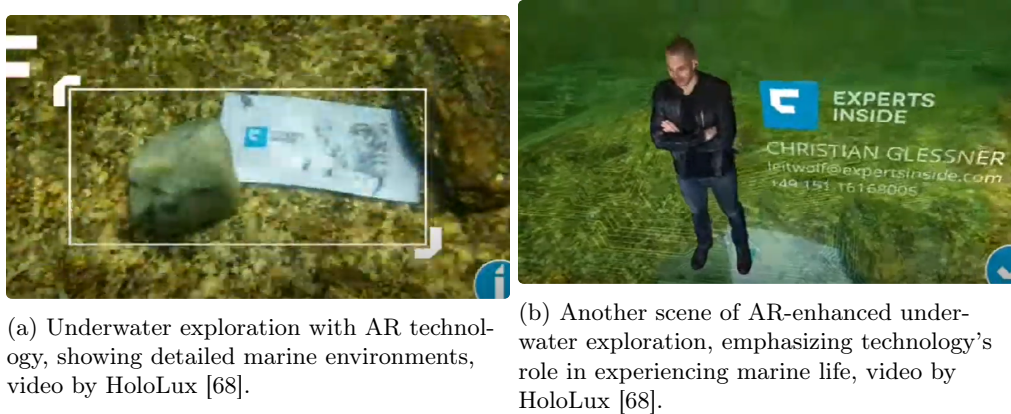 EXPERTS
INSIDE
CHRISTIAN GLESSNER
leitwolf@expertsinside.com
+49 151 16168005
(a) Underwater exploration with AR technol-
ogy, showing detailed marine environments,
video by HoloLux [68].
(b) Another scene of AR-enhanced under-
water exploration, emphasizing technology’s
role in experiencing marine life, video by
HoloLux [68].